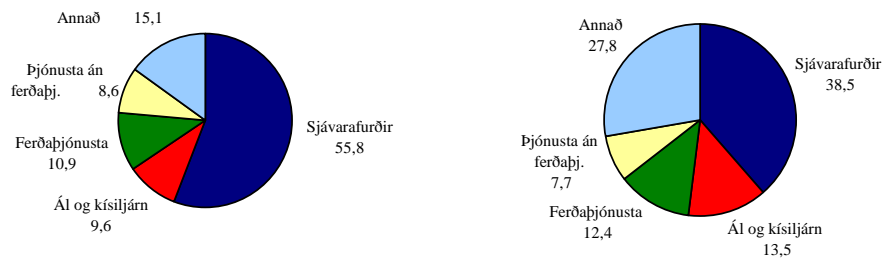 Annað 15,1
Þjónusta án
ferðaþj. 8,6
Ferðaþjónusta
10,9
Ál og kísiljárn
9,6
Sjávarafurðir
55,8
Annað
27,8
Þjónusta án
ferðaþj.
7,7
Ferðaþjónusta
12,4
Ál og kísiljárn
13,5
Sjávarafurðir
38,5